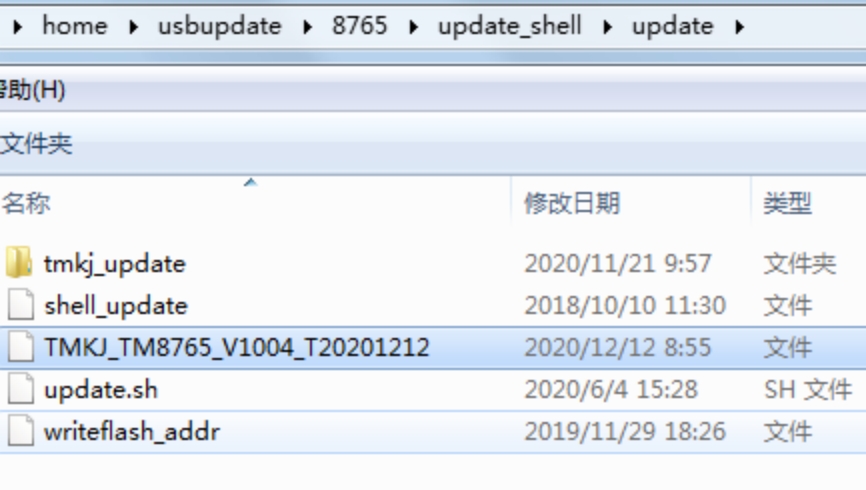 home usbupdate 8765 update_shell update
帮助(H)
文件夹
名称 修改日期 类型
tmkj_update 2020/11/21 9:57 文件夹
shell_update 2018/10/10 11:30 文件
TMKJ_TM8765_V1004_T20201212 2020/12/12 8:55 文件
update.sh 2020/6/4 15:28 SH 文件
writeflash_addr 2019/11/29 18:26 文件